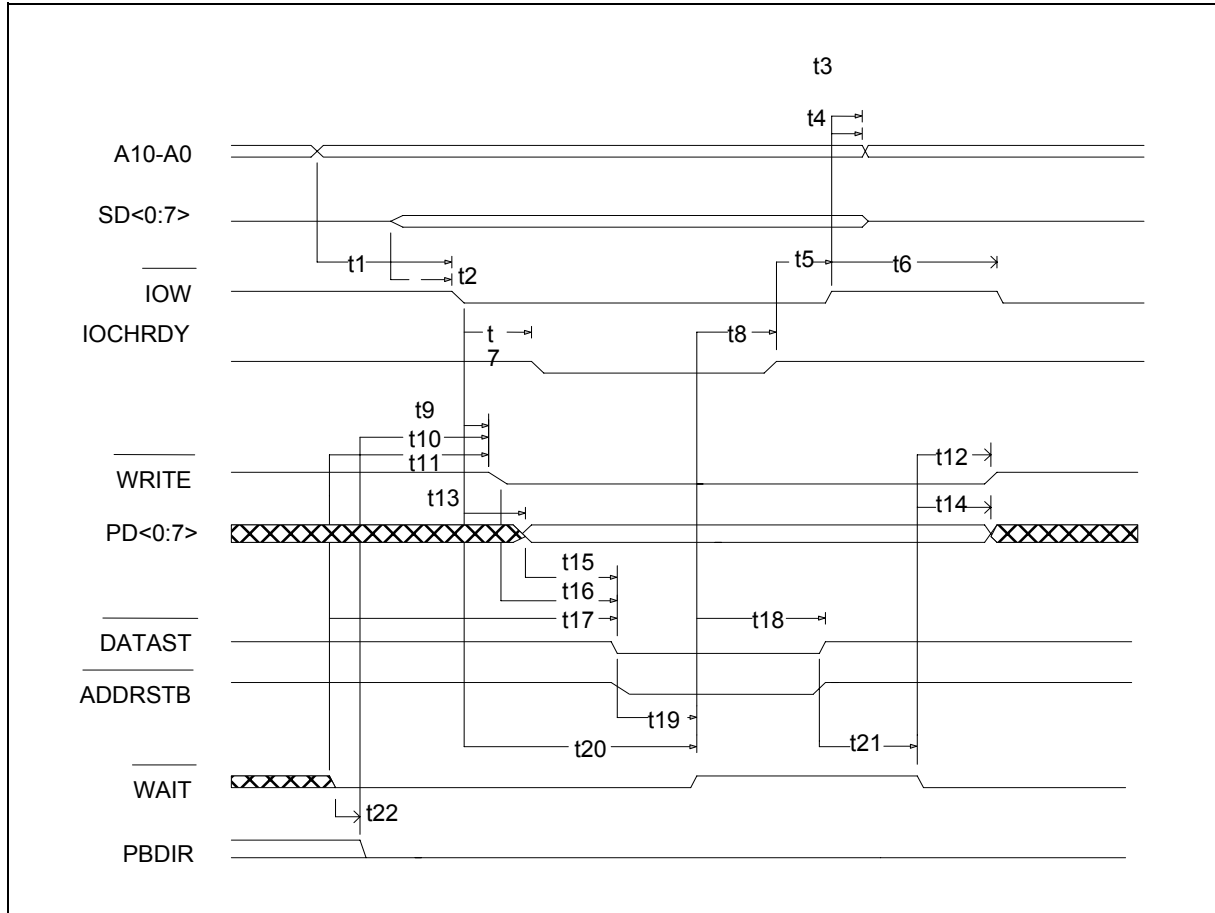 t3
t4
A10-A0
SD<0:7>
t1
t2
t5
t6
IOW
IOCHRDY
t
7
t8
t9
t10
t11
t12
WRITE
t13
t14
PD<0:7>
t15
t16
t17
t18
DATAST
ADDRSTB
t19
t20
t21
WAIT
t22
PBDIR